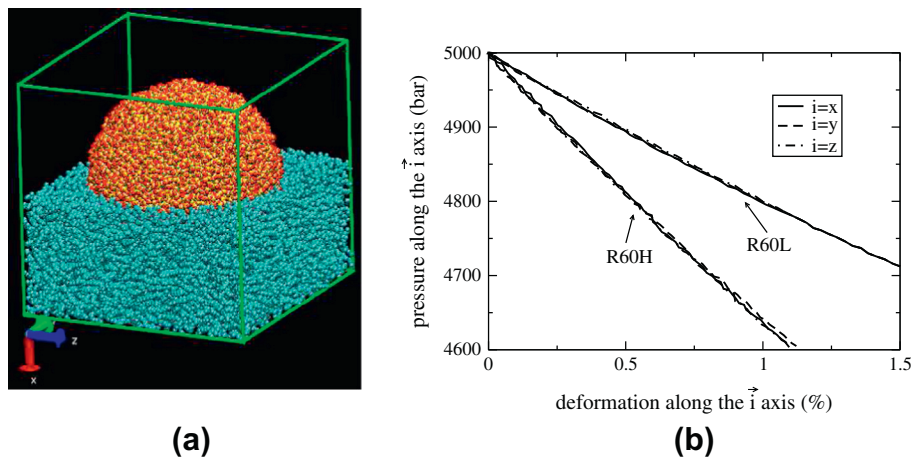 z
x
(a)
5000
4900
4800
4700
4600
pressure along the i axis (bar)
i=x
i=y
i=z
R60H
R60L
0
0.5
1
1.5
deformation along the i axis (%)
(b)